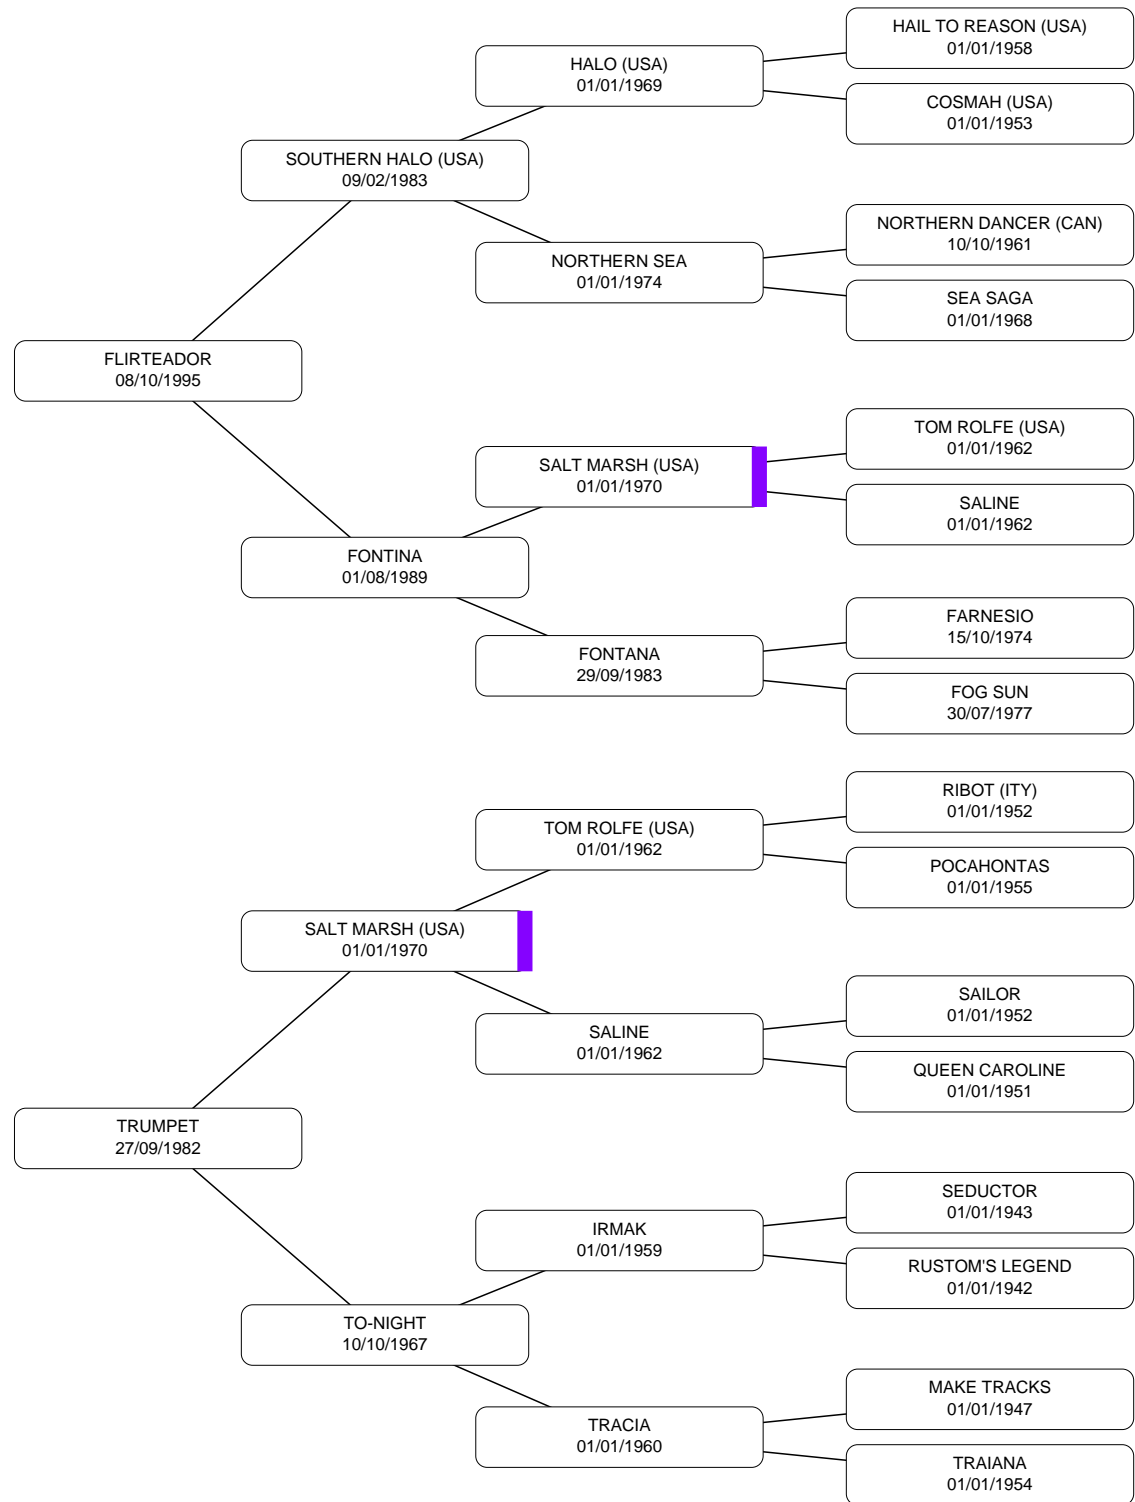 HAIL TO REASON (USA)
01/01/1958
HALO (USA)
01/01/1969
COSMAH (USA)
01/01/1953
SOUTHERN HALO (USA)
09/02/1983
NORTHERN DANCER (CAN)
10/10/1961
NORTHERN SEA
01/01/1974
SEA SAGA
01/01/1968
FLIRTEADOR
08/10/1995
TOM ROLFE (USA)
01/01/1962
SALT MARSH (USA)
01/01/1970
SALINE
01/01/1962
FONTINA
01/08/1989
FARNESIO
15/10/1974
FONTANA
29/09/1983
FOG SUN
30/07/1977
RIBOT (ITY)
01/01/1952
TOM ROLFE (USA)
01/01/1962
POCAHONTAS
01/01/1955
SALT MARSH (USA)
01/01/1970
SAILOR
01/01/1952
SALINE
01/01/1962
QUEEN CAROLINE
01/01/1951
TRUMPET
27/09/1982
SEDUCTOR
01/01/1943
IRMAK
01/01/1959
RUSTOM'S LEGEND
01/01/1942
TO-NIGHT
10/10/1967
MAKE TRACKS
01/01/1947
TRACIA
01/01/1960
TRAIANA
01/01/1954